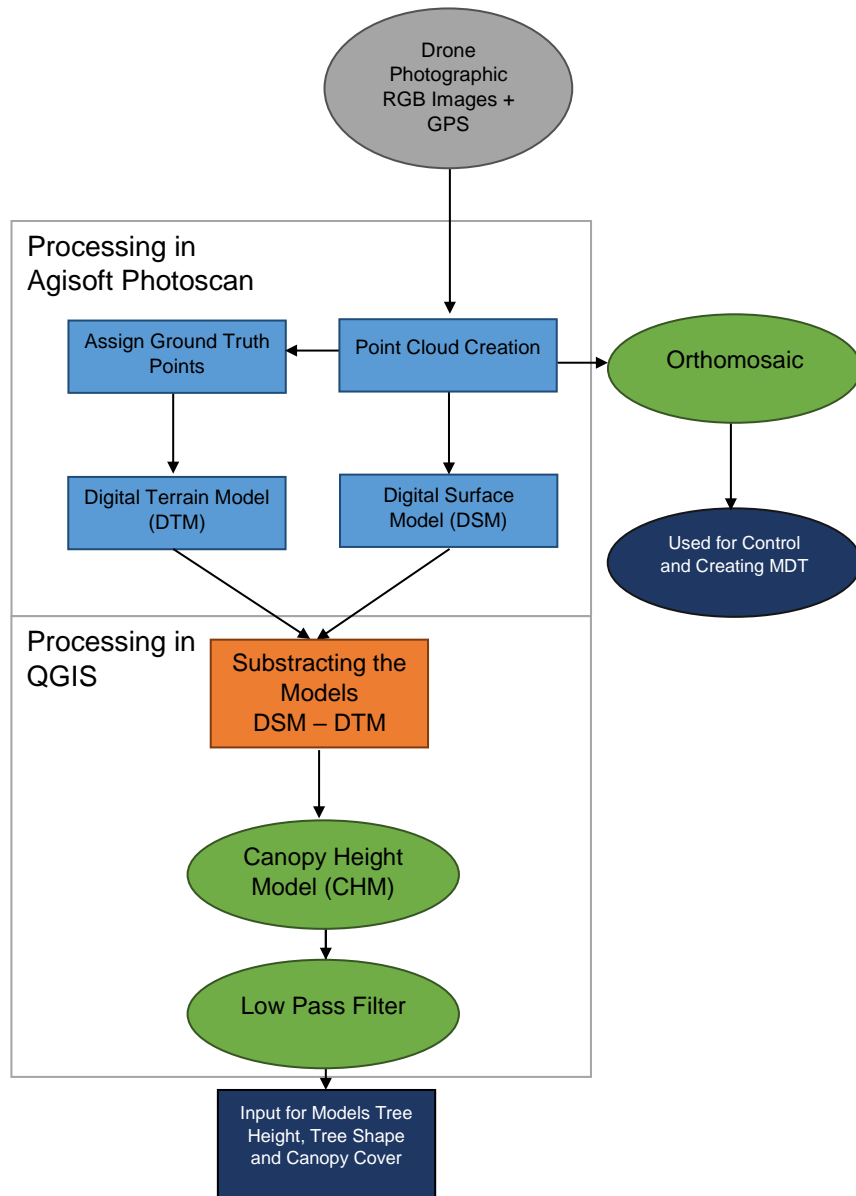 Drone
Photographic
RGB Images +
GPS
Processing in
Agisoft Photoscan
Assign Ground Truth
Points
Point Cloud Creation
Orthomosaic
Digital Terrain Model
(DTM)
Digital Surface
Model (DSM)
Used for Control
and Creating MDT
Processing in
QGIS
Substracting the
Models
DSM – DTM
Canopy Height
Model (CHM)
Low Pass Filter
Input for Models Tree
Height, Tree Shape
and Canopy Cover